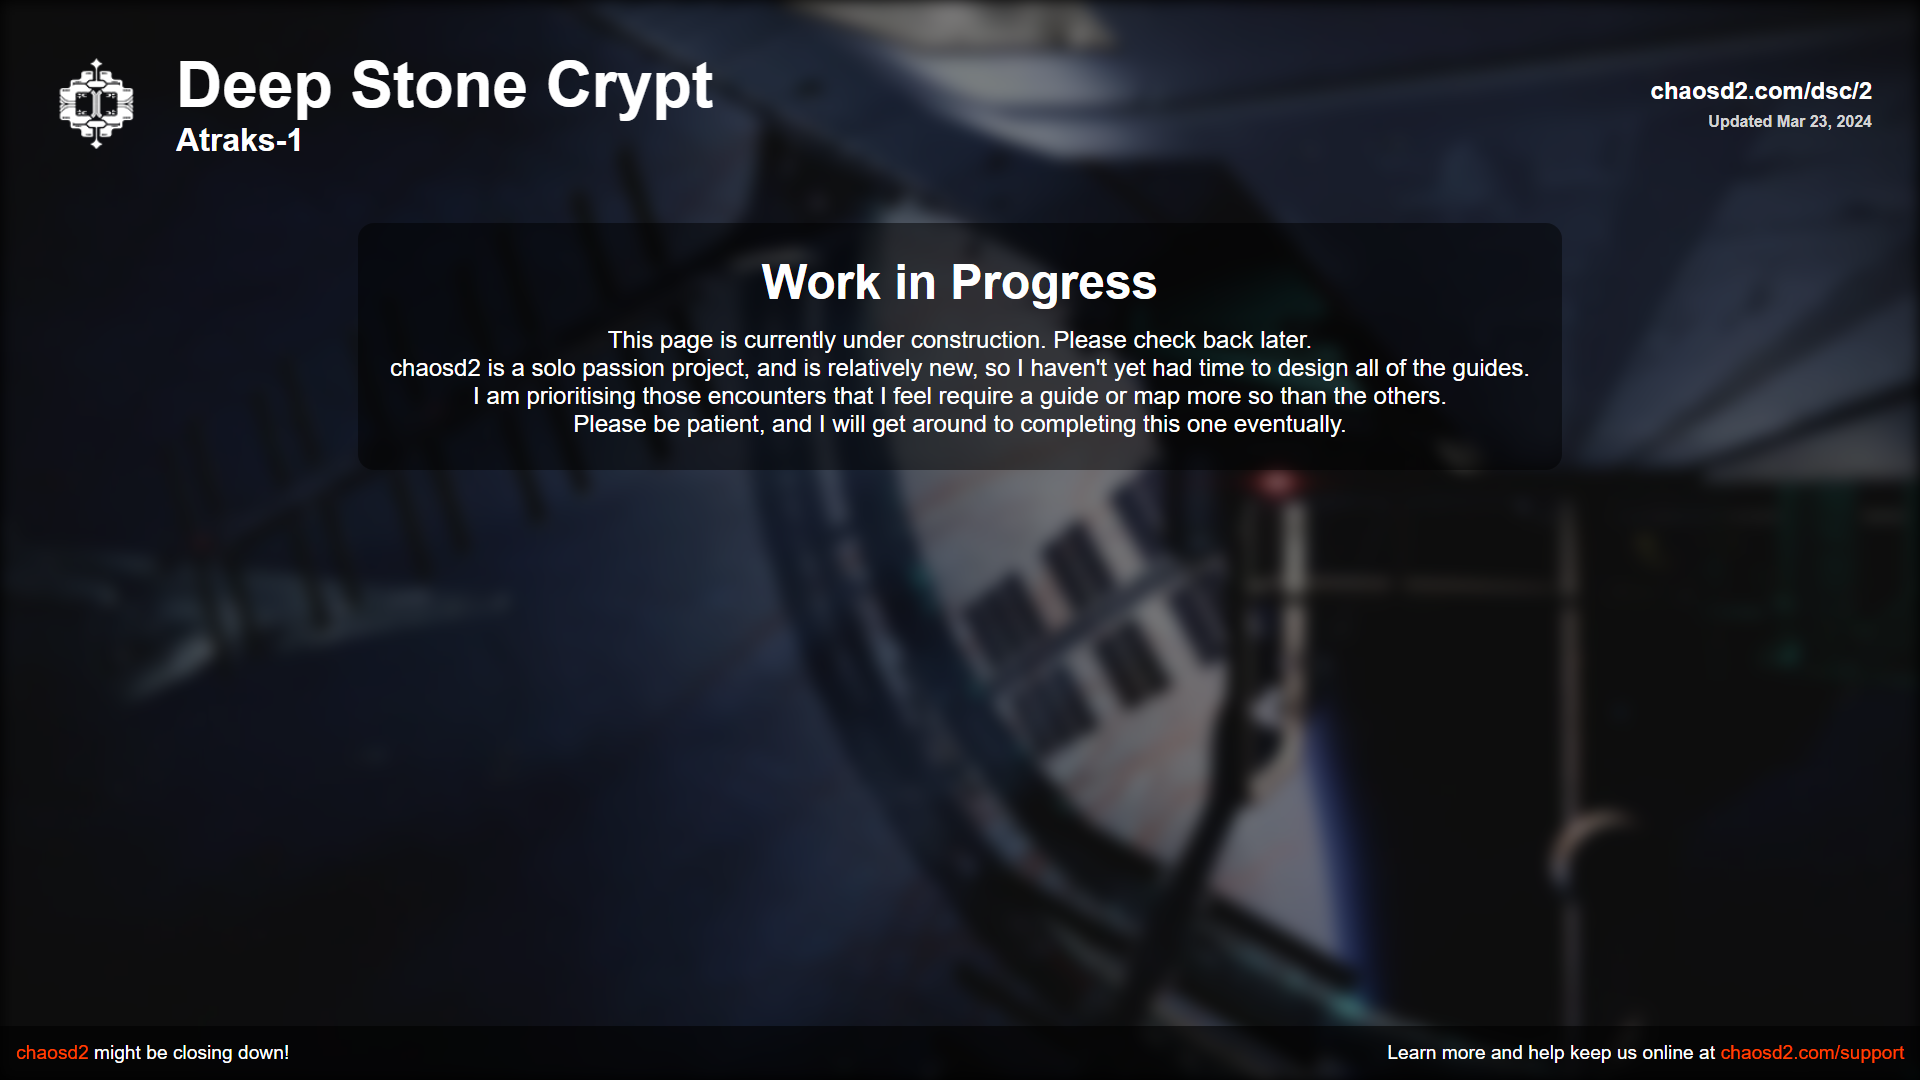 Deep Stone Crypt
Atraks-1
chaosd2.com/dsc/2
Updated Mar 23, 2024
Work in Progress
This page is currently under construction. Please check back later.
chaosd2 is a solo passion project, and is relatively new, so I haven't yet had time to design all of the guides.
I am prioritising those encounters that I feel require a guide or map more so than the others.
Please be patient, and I will get around to completing this one eventually.
chaosd2 might be closing down!
Learn more and help keep us online at chaosd2.com/support